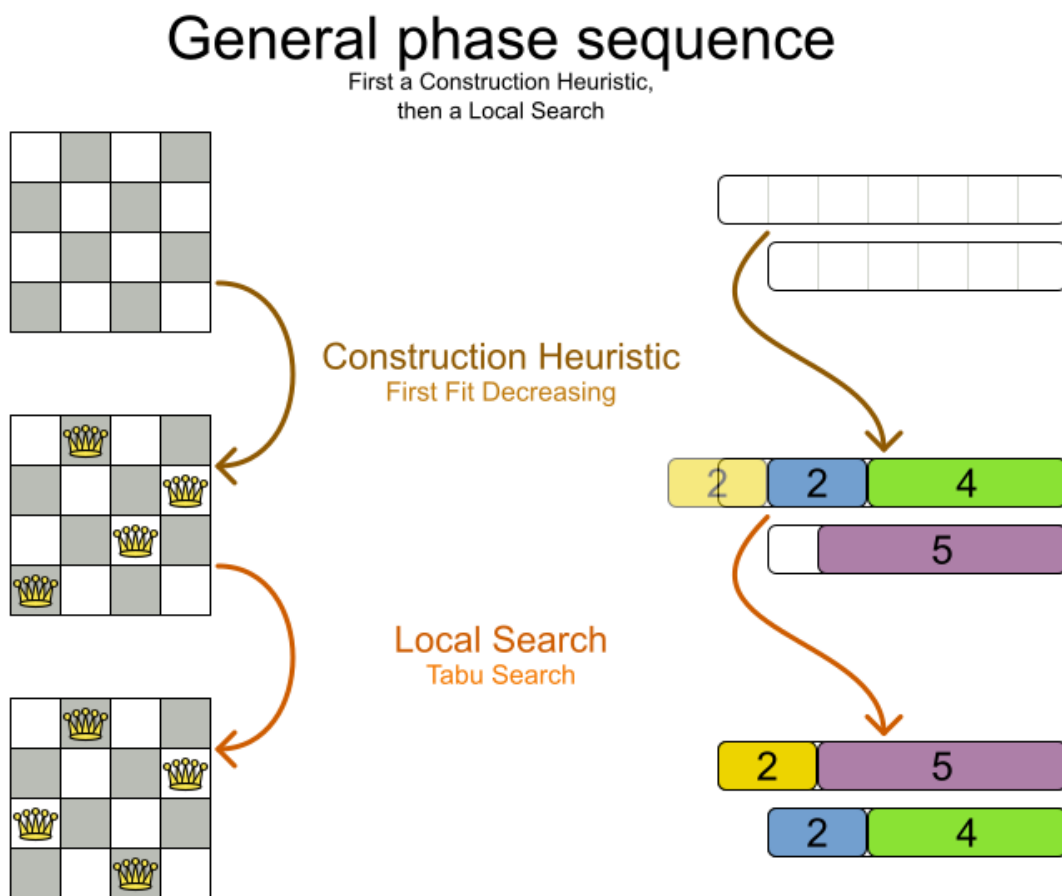 General phase sequence
First a Construction Heuristic,
then a Local Search
Construction Heuristic
First Fit Decreasing
2 2 4
5
Local Search
Tabu Search
2 5
2 4